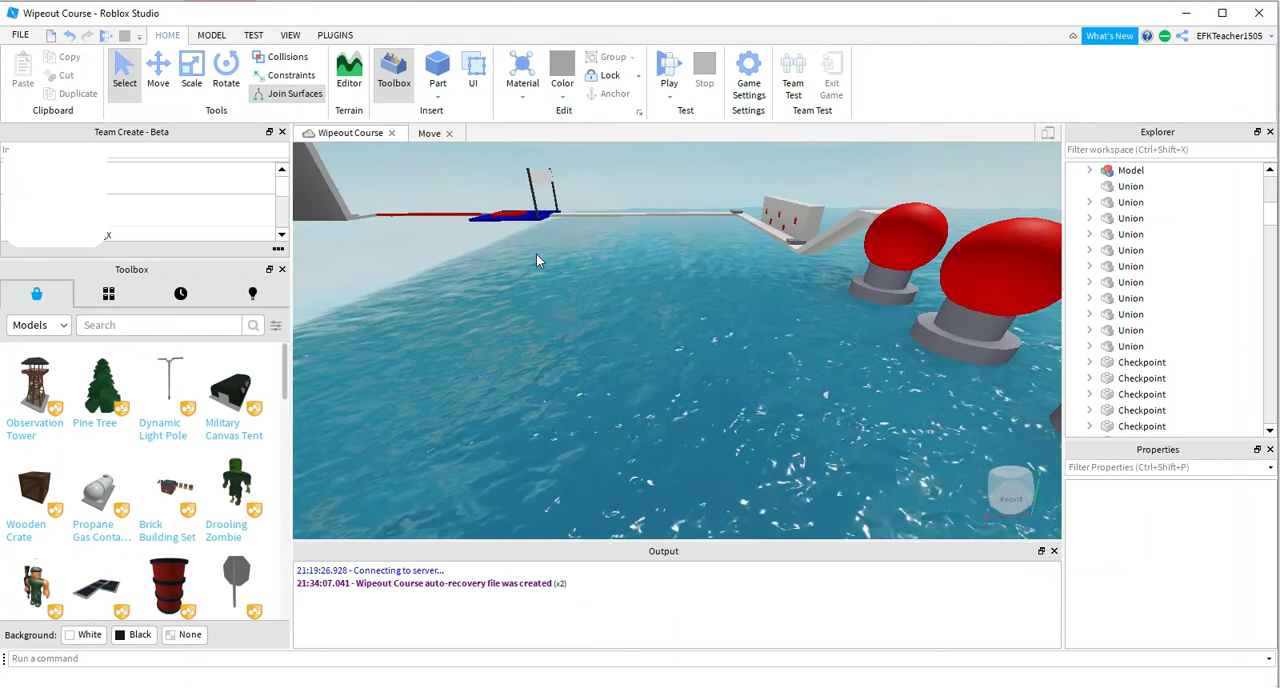 Wipeout Course - Roblox Studio
FILE HOME MODEL TEST VIEW PLUGINS What's New EFKTeacher1505
Paste Copy Cut Duplicate Clipboard
Select Move Scale Rotate Collisions Constraints Join Surfaces Tools
Editor Terrain
Toolbox Part UI Insert
Material Color Group Lock Anchor Edit
Play Stop Test
Game Settings Settings
Team Test Exit Game Team Test
Team Create - Beta
Toolbox
Models Search
Observation Tower
Pine Tree
Dynamic Light Pole
Military Canvas Tent
Wooden Crate
Propane Gas Conta...
Brick Building Set
Drooling Zombie
Background: White Black None
Run a command
Wipeout Course Move
Front
Output
21:19:26.928 - Connecting to server...
21:34:07.041 - Wipeout Course auto-recovery file was created (x2)
Explorer
Filter workspace (Ctrl+Shift+X)
Model
Union
Union
Union
Union
Union
Union
Union
Union
Union
Union
Union
Checkpoint
Checkpoint
Checkpoint
Checkpoint
Checkpoint
Properties
Filter Properties (Ctrl+Shift+P)